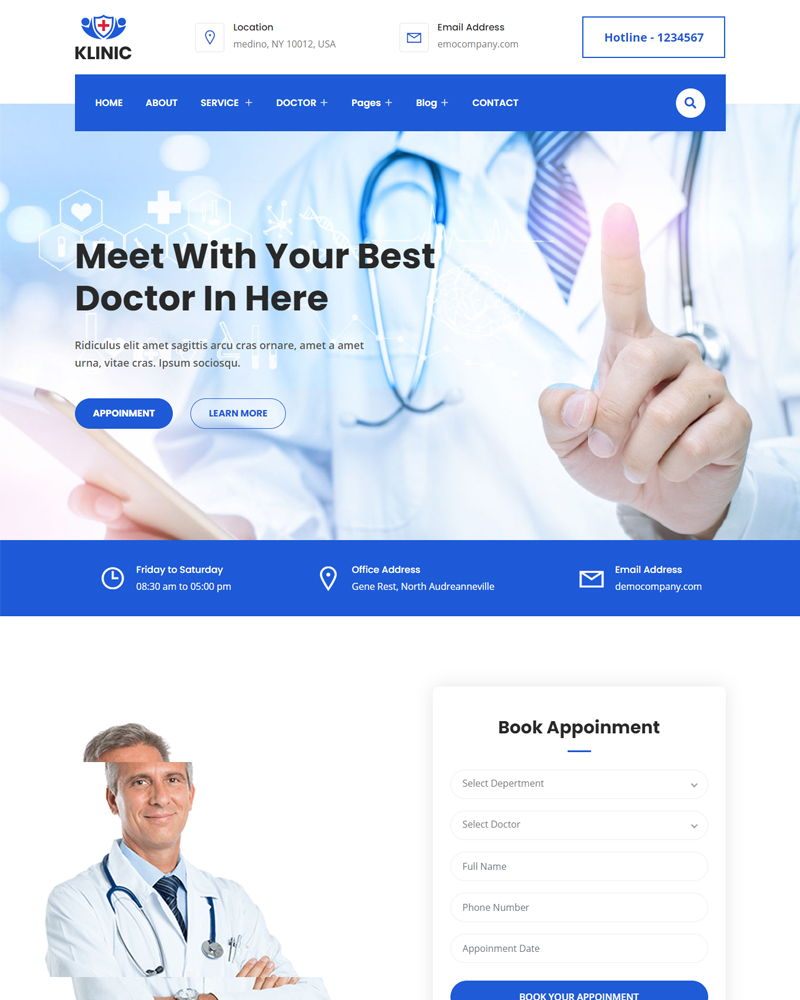 KLINIC
Location
medino, NY 10012, USA
Email Address
emocompany.com
Hotline - 1234567
HOME
ABOUT
SERVICE +
DOCTOR +
Pages +
Blog +
CONTACT
Meet With Your Best
Doctor In Here
Ridiculus elit amet sagittis arcu cras ornare, amet a amet
urna, vitae cras. Ipsum sociosqu.
APPOINMENT
LEARN MORE
Friday to Saturday
08:30 am to 05:00 pm
Office Address
Gene Rest, North Audreanneville
Email Address
democompany.com
Book Appoinment
Select Depertment
Select Doctor
Full Name
Phone Number
Appoinment Date
BOOK YOUR APPOINMENT